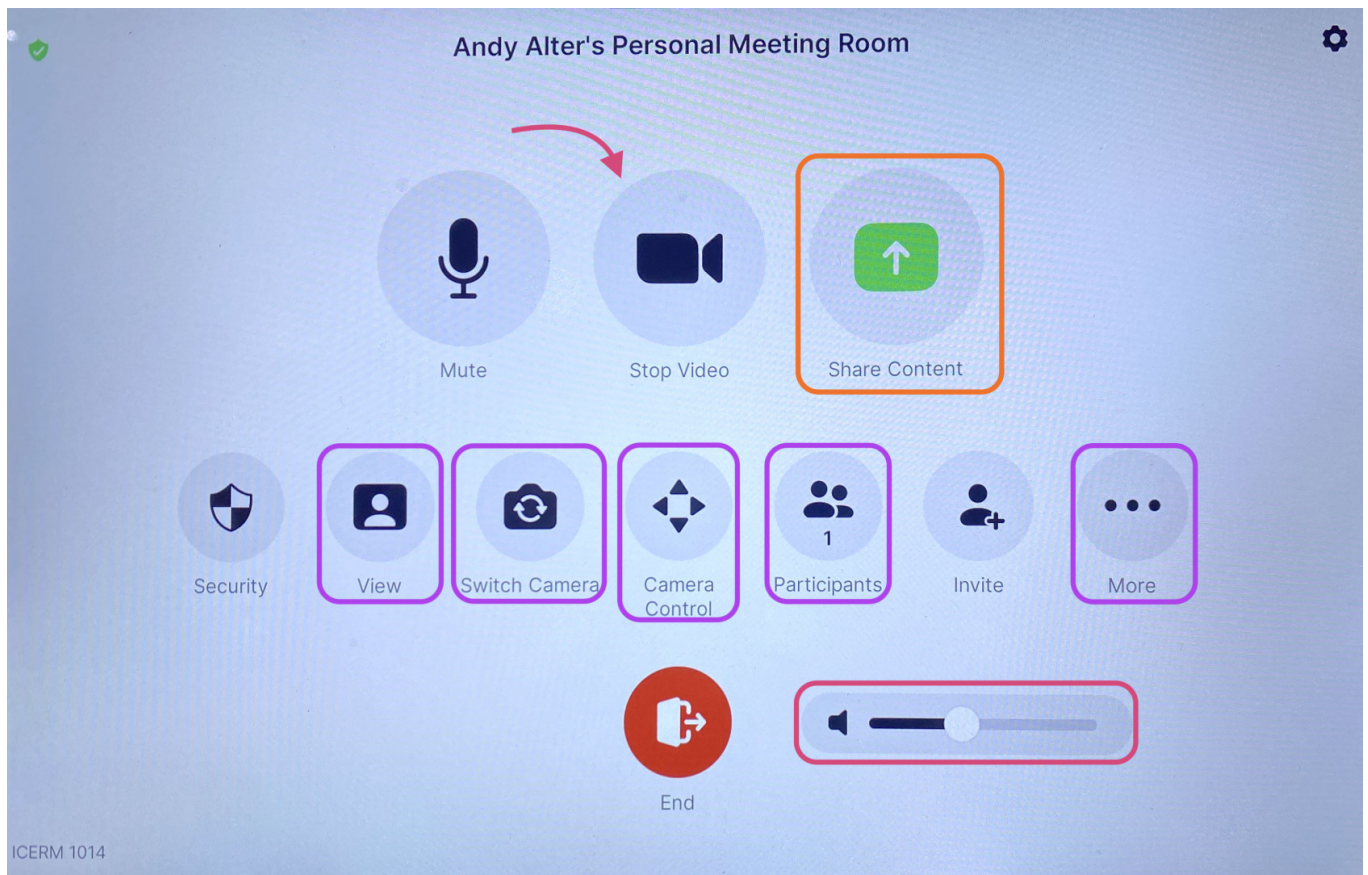 Andy Alter's Personal Meeting Room
Mute
Stop Video
Share Content
Security
View
Switch Camera
Camera
Control
1
Participants
Invite
More
End
ICERM 1014